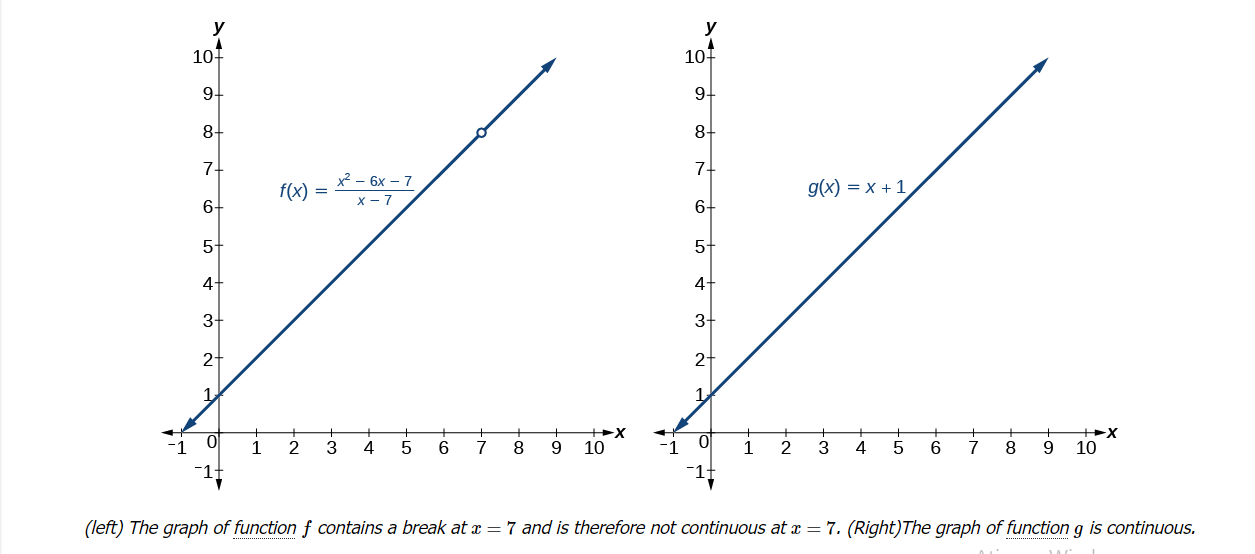 y y
10 10
9 9
8 8
7 7
f(x) = x² – 6x – 7 / x – 7 g(x) = x + 1
6 6
5 5
4 4
3 3
2 2
1 1
–1 0 1 2 3 4 5 6 7 8 9 10 x –1 0 1 2 3 4 5 6 7 8 9 10 x
–1 –1
(left) The graph of function f contains a break at x = 7 and is therefore not continuous at x = 7. (Right)The graph of function g is continuous.